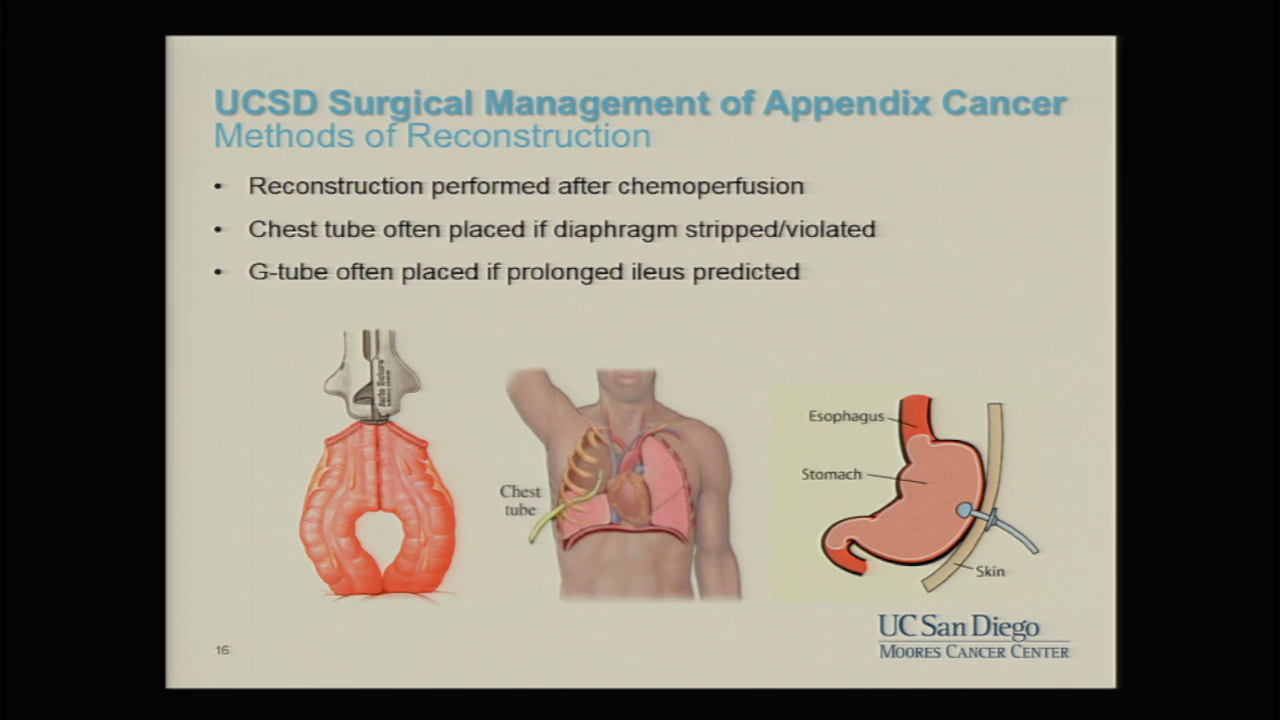 UCSD Surgical Management of Appendix Cancer
Methods of Reconstruction
• Reconstruction performed after chemoperfusion
• Chest tube often placed if diaphragm stripped/violated
• G-tube often placed if prolonged ileus predicted
Auto Suture
Chest
tube
Esophagus
Stomach
Skin
UC San Diego
MOORES CANCER CENTER
16